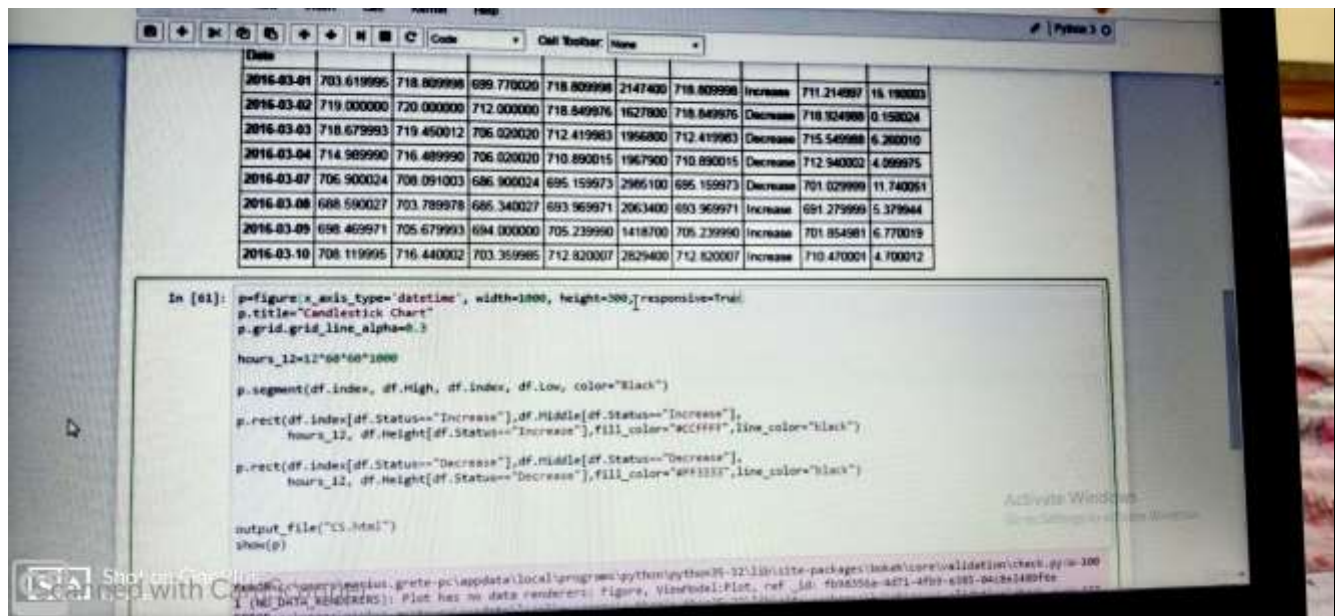 Code Cell Toolbar: None Python 3 O
Date
2016-03-01 703.619995 718.809998 699.770020 718.809998 2147400 718.809998 Increase 711.214997 15.190003
2016-03-02 719.000000 720.000000 712.000000 718.849976 1627800 718.849976 Decrease 718.924988 0.150024
2016-03-03 718.679993 719.450012 706.020020 712.419983 1956800 712.419983 Decrease 715.549988 6.260010
2016-03-04 714.989990 716.489990 706.020020 710.890015 1967900 710.890015 Decrease 712.940002 4.099975
2016-03-07 706.900024 708.091003 686.900024 695.159973 2985100 695.159973 Decrease 701.029999 11.740051
2016-03-08 688.590027 703.789978 685.340027 693.969971 2063400 693.969971 Increase 691.279999 5.379944
2016-03-09 698.469971 705.679993 694.000000 705.239990 1418700 705.239990 Increase 701.854981 6.770019
2016-03-10 708.119995 716.440002 703.359985 712.820007 2829400 712.820007 Increase 710.470001 4.700012
In [61]: p=figure(x_axis_type='datetime', width=1000, height=300, responsive=True)
p.title="Candlestick Chart"
p.grid.grid_line_alpha=0.3
hours_12=12*60*60*1000
p.segment(df.index, df.High, df.index, df.Low, color="Black")
p.rect(df.index[df.Status=="Increase"],df.Middle[df.Status=="Increase"],
hours_12, df.Height[df.Status=="Increase"],fill_color="#CCFFFF",line_color="black")
p.rect(df.index[df.Status=="Decrease"],df.Middle[df.Status=="Decrease"],
hours_12, df.Height[df.Status=="Decrease"],fill_color="#FF3333",line_color="black")
output_file("CS.html")
show(p)
Activate Windows
(NO_DATA_RENDERERS): Plot has no data renderers: Figure, ViewModel:Plot, ref _id:
Scanned with
Shot on